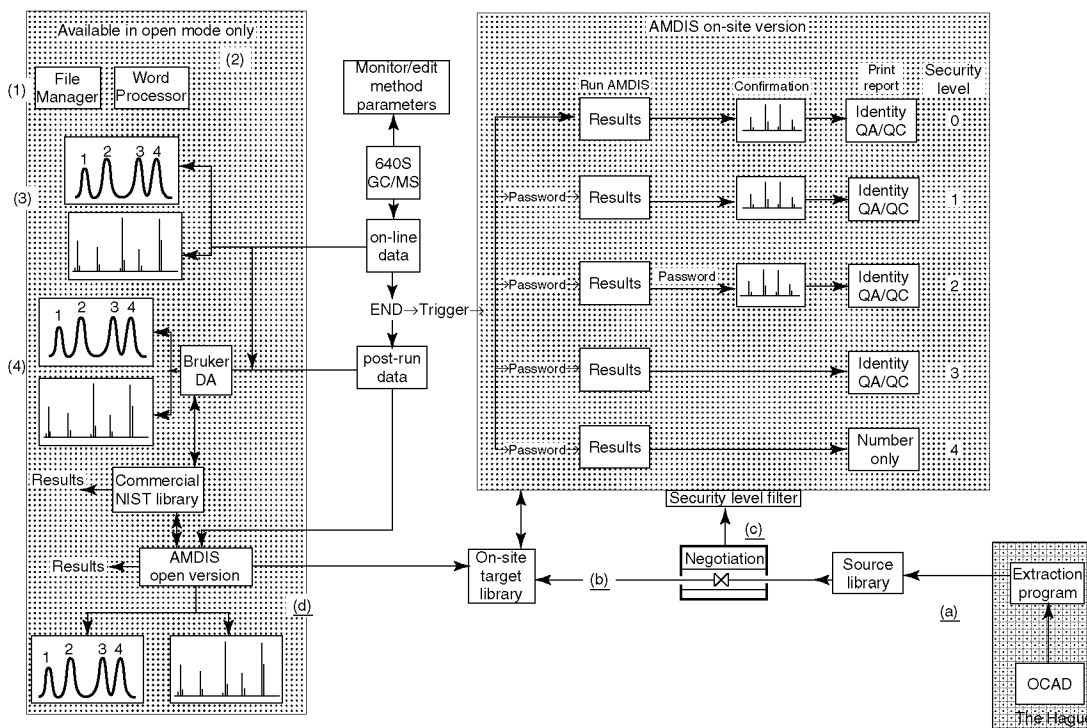 Available in open mode only
(1)
(2)
File
Manager
Word
Processor
1 2 3 4
(3)
1 2 3 4
(4)
Bruker
DA
Results
Commercial
NIST library
Results
AMDIS
open version
(d)
1 2 3 4
Monitor/edit
method
parameters
640S
GC/MS
on-line
data
END→Trigger→
post-run
data
AMDIS on-site version
Run AMDIS
Confirmation
Print
report
Security
level
Results
Identity
QA/QC
0
Password
Results
Identity
QA/QC
1
Password
Results
Password
Identity
QA/QC
2
Password
Results
Identity
QA/QC
3
Password
Results
Number
only
4
Security level filter
(c)
On-site
target
library
(b)
Negotiation
Source
library
(a)
Extraction
program
OCAD
The Hague